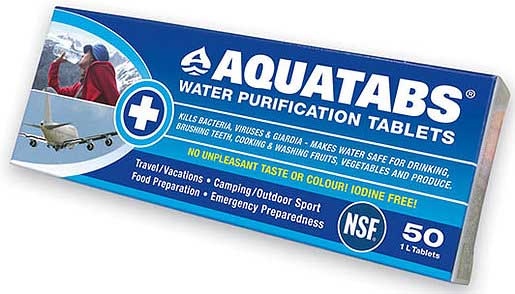 AQUATABS®
WATER PURIFICATION TABLETS
KILLS BACTERIA, VIRUSES & GIARDIA - MAKES WATER SAFE FOR DRINKING,
BRUSHING TEETH, COOKING & WASHING FRUITS, VEGETABLES AND PRODUCE.
NO UNPLEASANT TASTE OR COLOUR! IODINE FREE!
Travel/Vacations • Camping/Outdoor Sport
Food Preparation • Emergency Preparedness
NSF®
50
1 L Tablets